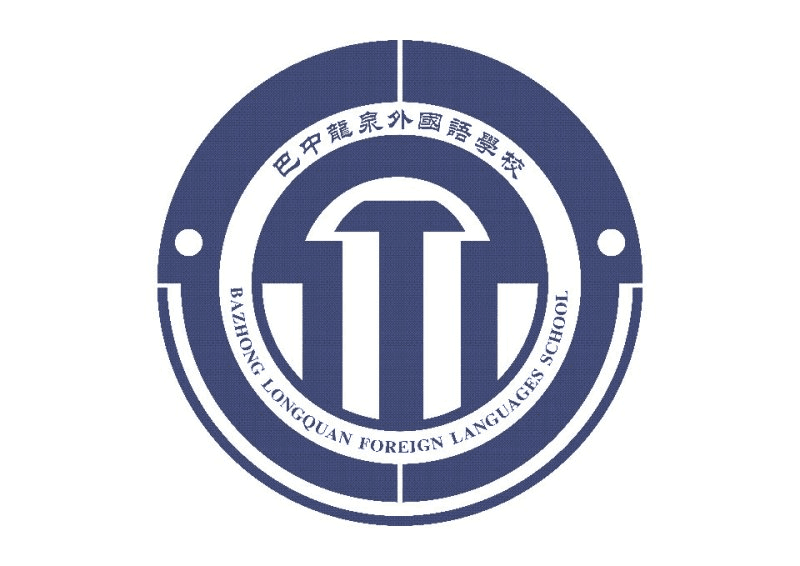 巴中龍泉外國語學校
BAZHONG LONGQUAN FOREIGN LANGUAGES SCHOOL